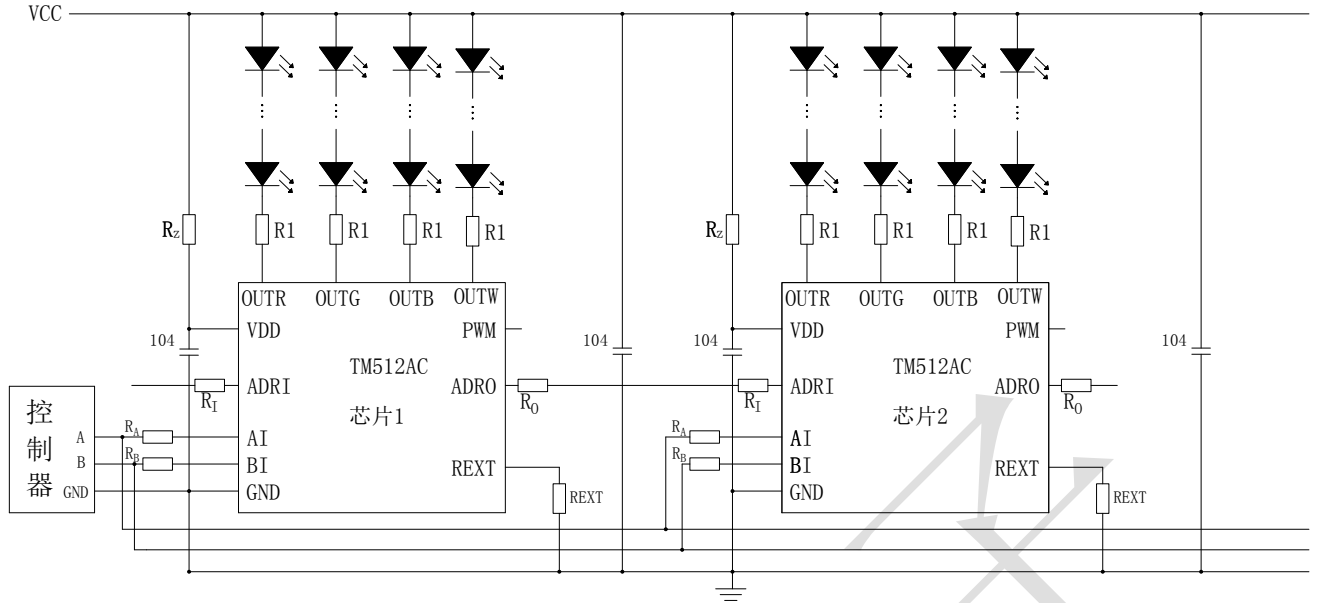 VCC
Rz R1 R1 R1 R1 Rz R1 R1 R1 R1
OUTR OUTG OUTB OUTW OUTR OUTG OUTB OUTW
VDD PWM VDD PWM
104 104 104 104
TM512AC TM512AC
ADRI ADRO ADRI ADRO
RI RO RI RO
芯片1 芯片2
控制器
A RA AI RA AI
B RB BI RB BI
GND GND GND
REXT REXT
REXT REXT